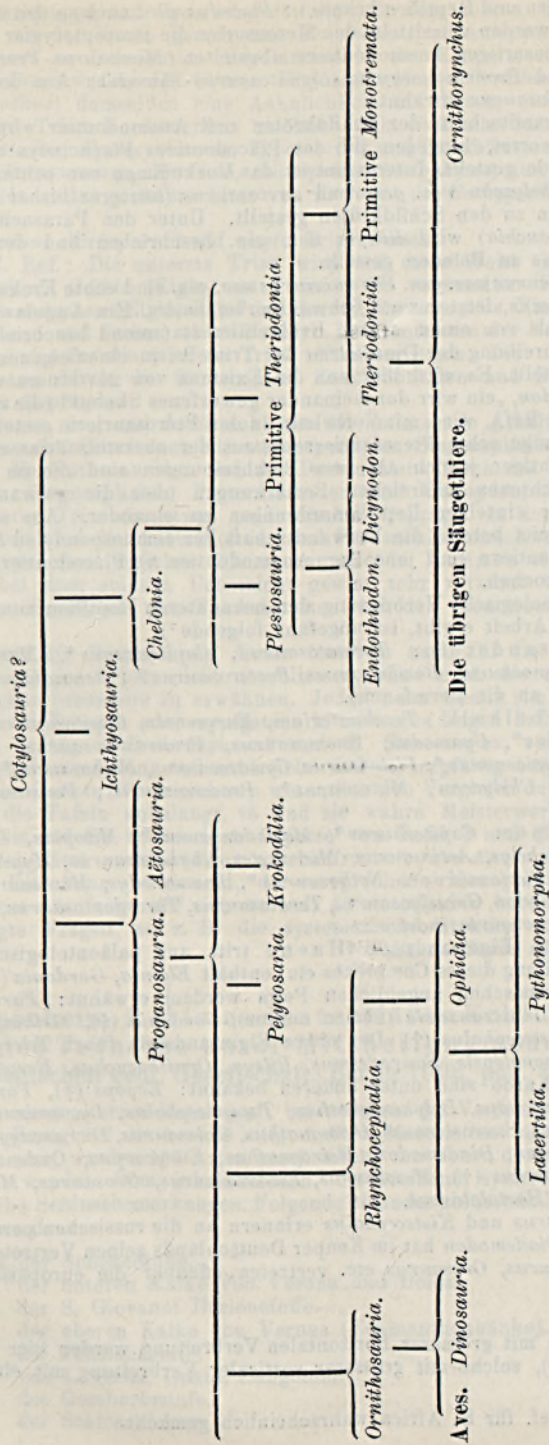 Cotylosauria?
Ichthyosauria.
Proganosauria. Aëtosauria. Chelonia.
Pelycosauria. Krokodilia. Plesiosauria. Primitive Theriodontia.
Ornithosauria. Rhynchocephalia. Endothiodon. Dicynodon. Theriodontia. Primitive Monotremata.
Aves. Dinosauria. Ophidia. Die übrigen Säugethiere. Ornithorynchus.
Lacertilia. Pythonomorpha.